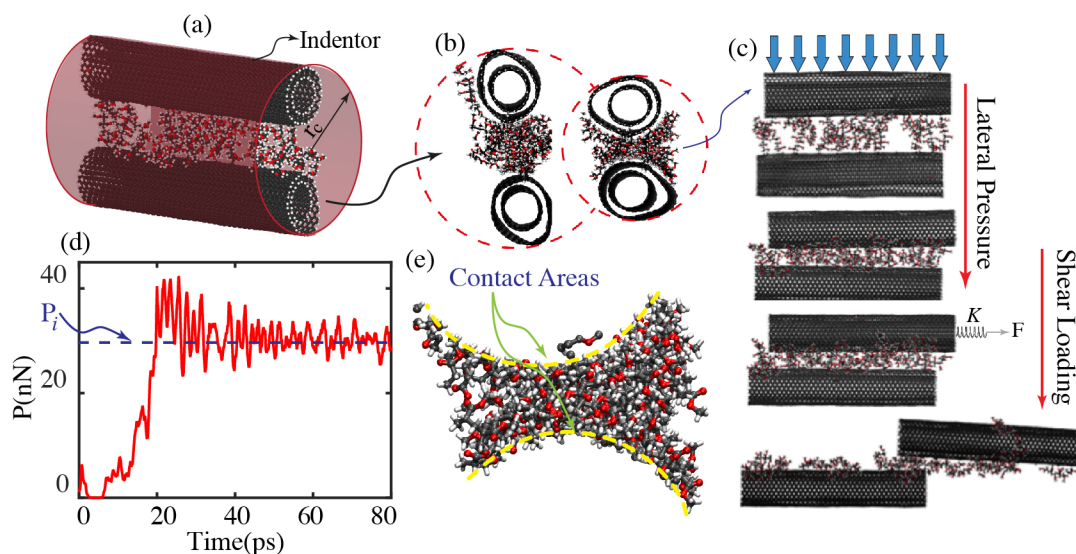 (a)
Indentor
r_c
(b)
(c)
Lateral Pressure
Shear Loading
K
F
(d)
P_i
40
20
0
P(nN)
0 20 40 60 80
Time(ps)
(e)
Contact Areas